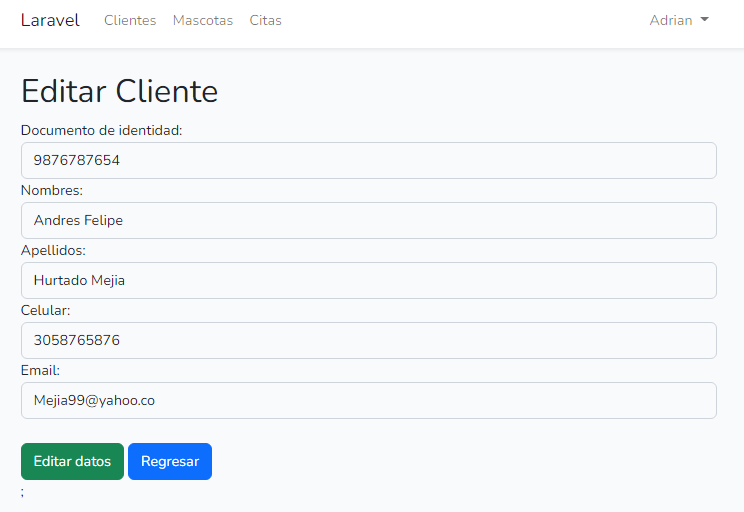 Laravel Clientes Mascotas Citas Adrian
Editar Cliente
Documento de identidad:
9876787654
Nombres:
Andres Felipe
Apellidos:
Hurtado Mejia
Celular:
3058765876
Email:
Mejia99@yahoo.co
Editar datos Regresar
;